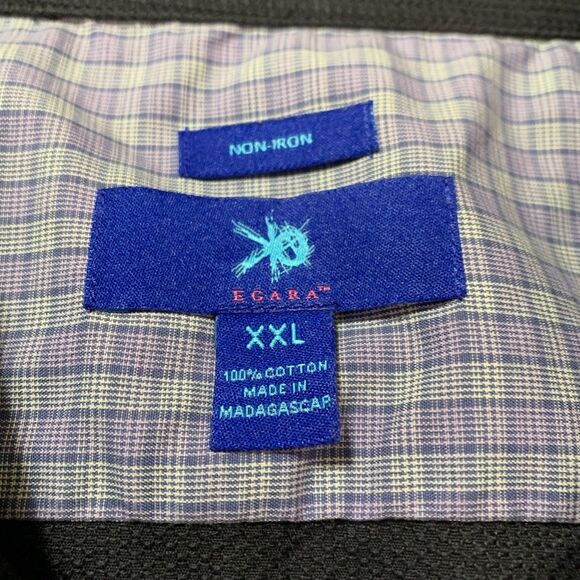 NON-IRON
EGARA™
XXL
100% COTTON
MADE IN
MADAGASCAR